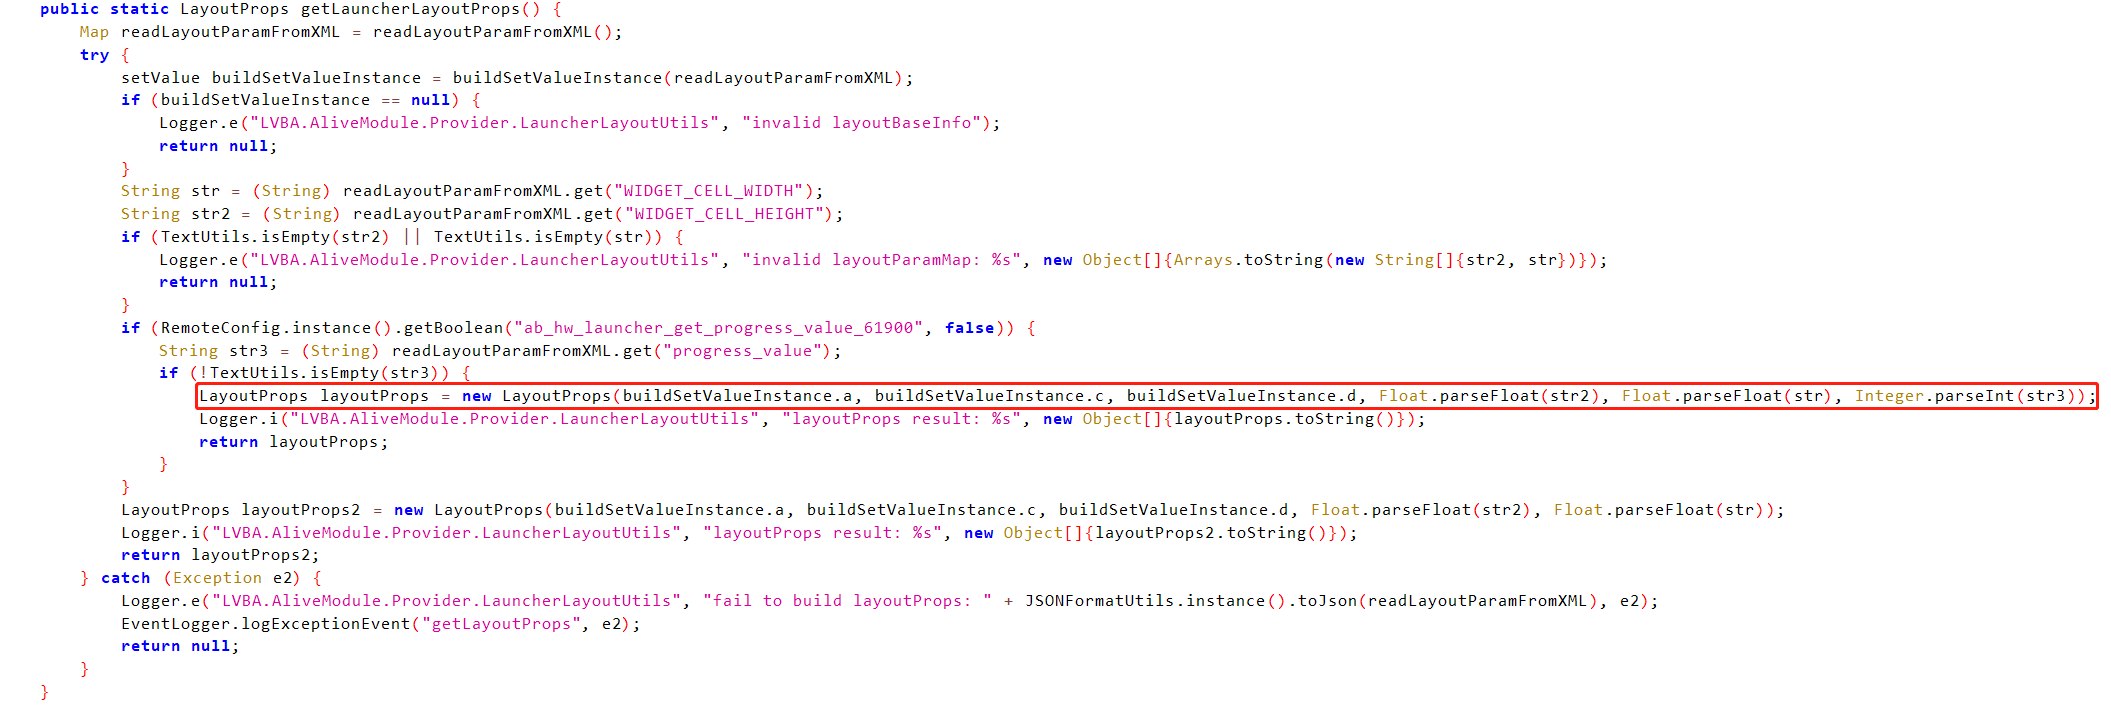 public static LayoutProps getLauncherLayoutProps() {
Map readLayoutParamFromXML = readLayoutParamFromXML();
try {
setValue buildSetValueInstance = buildSetValueInstance(readLayoutParamFromXML);
if (buildSetValueInstance == null) {
Logger.e("LVBA.AliveModule.Provider.LauncherLayoutUtils", "invalid layoutBaseInfo");
return null;
}
String str = (String) readLayoutParamFromXML.get("WIDGET_CELL_WIDTH");
String str2 = (String) readLayoutParamFromXML.get("WIDGET_CELL_HEIGHT");
if (TextUtils.isEmpty(str2) || TextUtils.isEmpty(str)) {
Logger.e("LVBA.AliveModule.Provider.LauncherLayoutUtils", "invalid layoutParamMap: %s", new Object[]{Arrays.toString(new String[]{str2, str})});
return null;
}
if (RemoteConfig.instance().getBoolean("ab_hw_launcher_get_progress_value_61900", false)) {
String str3 = (String) readLayoutParamFromXML.get("progress_value");
if (!TextUtils.isEmpty(str3)) {
LayoutProps layoutProps = new LayoutProps(buildSetValueInstance.a, buildSetValueInstance.c, buildSetValueInstance.d, Float.parseFloat(str2), Float.parseFloat(str), Integer.parseInt(str3));
Logger.i("LVBA.AliveModule.Provider.LauncherLayoutUtils", "layoutProps result: %s", new Object[]{layoutProps.toString()});
return layoutProps;
}
}
LayoutProps layoutProps2 = new LayoutProps(buildSetValueInstance.a, buildSetValueInstance.c, buildSetValueInstance.d, Float.parseFloat(str2), Float.parseFloat(str));
Logger.i("LVBA.AliveModule.Provider.LauncherLayoutUtils", "layoutProps result: %s", new Object[]{layoutProps2.toString()});
return layoutProps2;
} catch (Exception e2) {
Logger.e("LVBA.AliveModule.Provider.LauncherLayoutUtils", "fail to build layoutProps: " + JSONFormatUtils.instance().toJson(readLayoutParamFromXML), e2);
EventLogger.logExceptionEvent("getLayoutProps", e2);
return null;
}
}